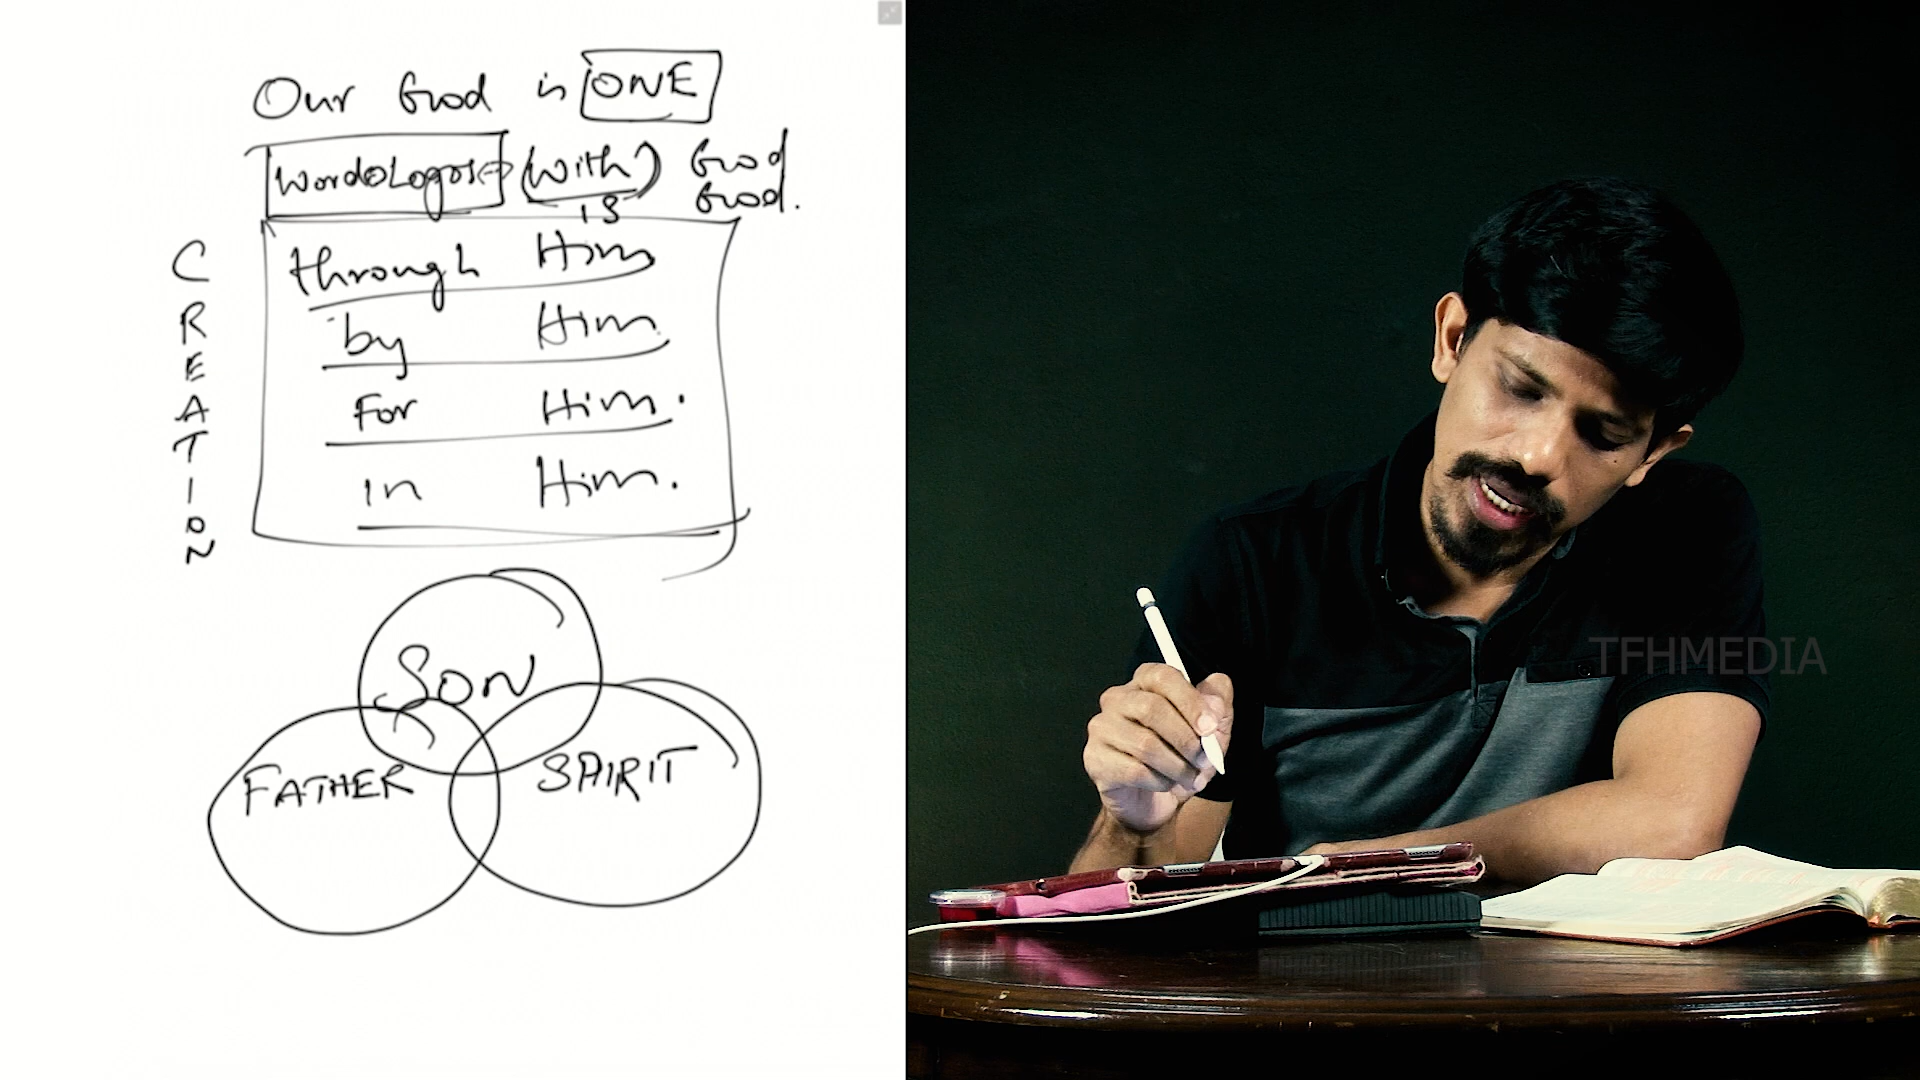 Our God is ONE
Word Logos (with) God
is God.
CREATION
through Him
by Him.
For Him.
in Him.
SON
FATHER SPIRIT
TFHMEDIA